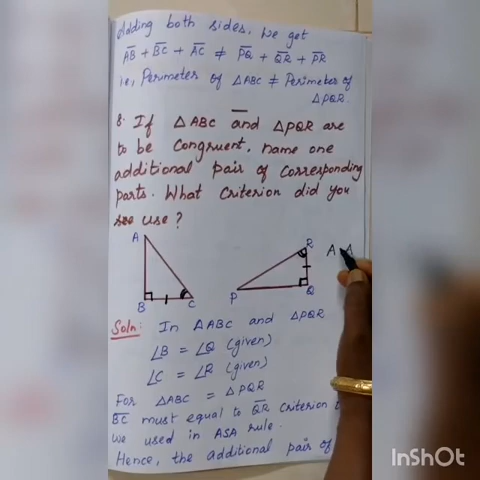 Adding both sides, we get
AB + BC + AC ≠ PQ + QR + PR
i.e, Perimeter of △ABC ≠ Perimeter of
△PQR.
8. If △ABC and △PQR are
to be congruent, name one
additional pair of corresponding
parts. What criterion did you
use?
A
R
A A
B
C
P
Q
Soln: In △ABC and △PQR
∠B = ∠Q (given)
∠C = ∠R (given)
For △ABC = △PQR
BC must equal to QR criterion
we used in ASA rule.
Hence, the additional pair of
InShOt